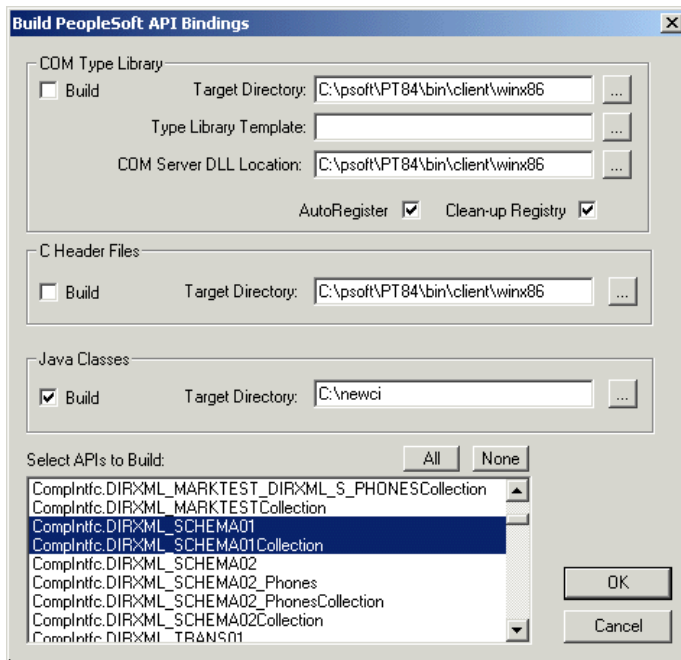 Build PeopleSoft API Bindings
COM Type Library
Build Target Directory: C:\psoft\PT84\bin\client\winx86 ...
Type Library Template: ...
COM Server DLL Location: C:\psoft\PT84\bin\client\winx86 ...
AutoRegister Clean-up Registry
C Header Files
Build Target Directory: C:\psoft\PT84\bin\client\winx86 ...
Java Classes
Build Target Directory: C:\newci ...
Select APIs to Build: All None
CompIntfc.DIRXML_MARKTEST_DIRXML_S_PHONESCollection
CompIntfc.DIRXML_MARKTESTCollection
CompIntfc.DIRXML_SCHEMA01
CompIntfc.DIRXML_SCHEMA01Collection
CompIntfc.DIRXML_SCHEMA02
CompIntfc.DIRXML_SCHEMA02_Phones
CompIntfc.DIRXML_SCHEMA02_PhonesCollection
CompIntfc.DIRXML_SCHEMA02Collection
CompIntfc.DIRXML_TRANS01
OK
Cancel